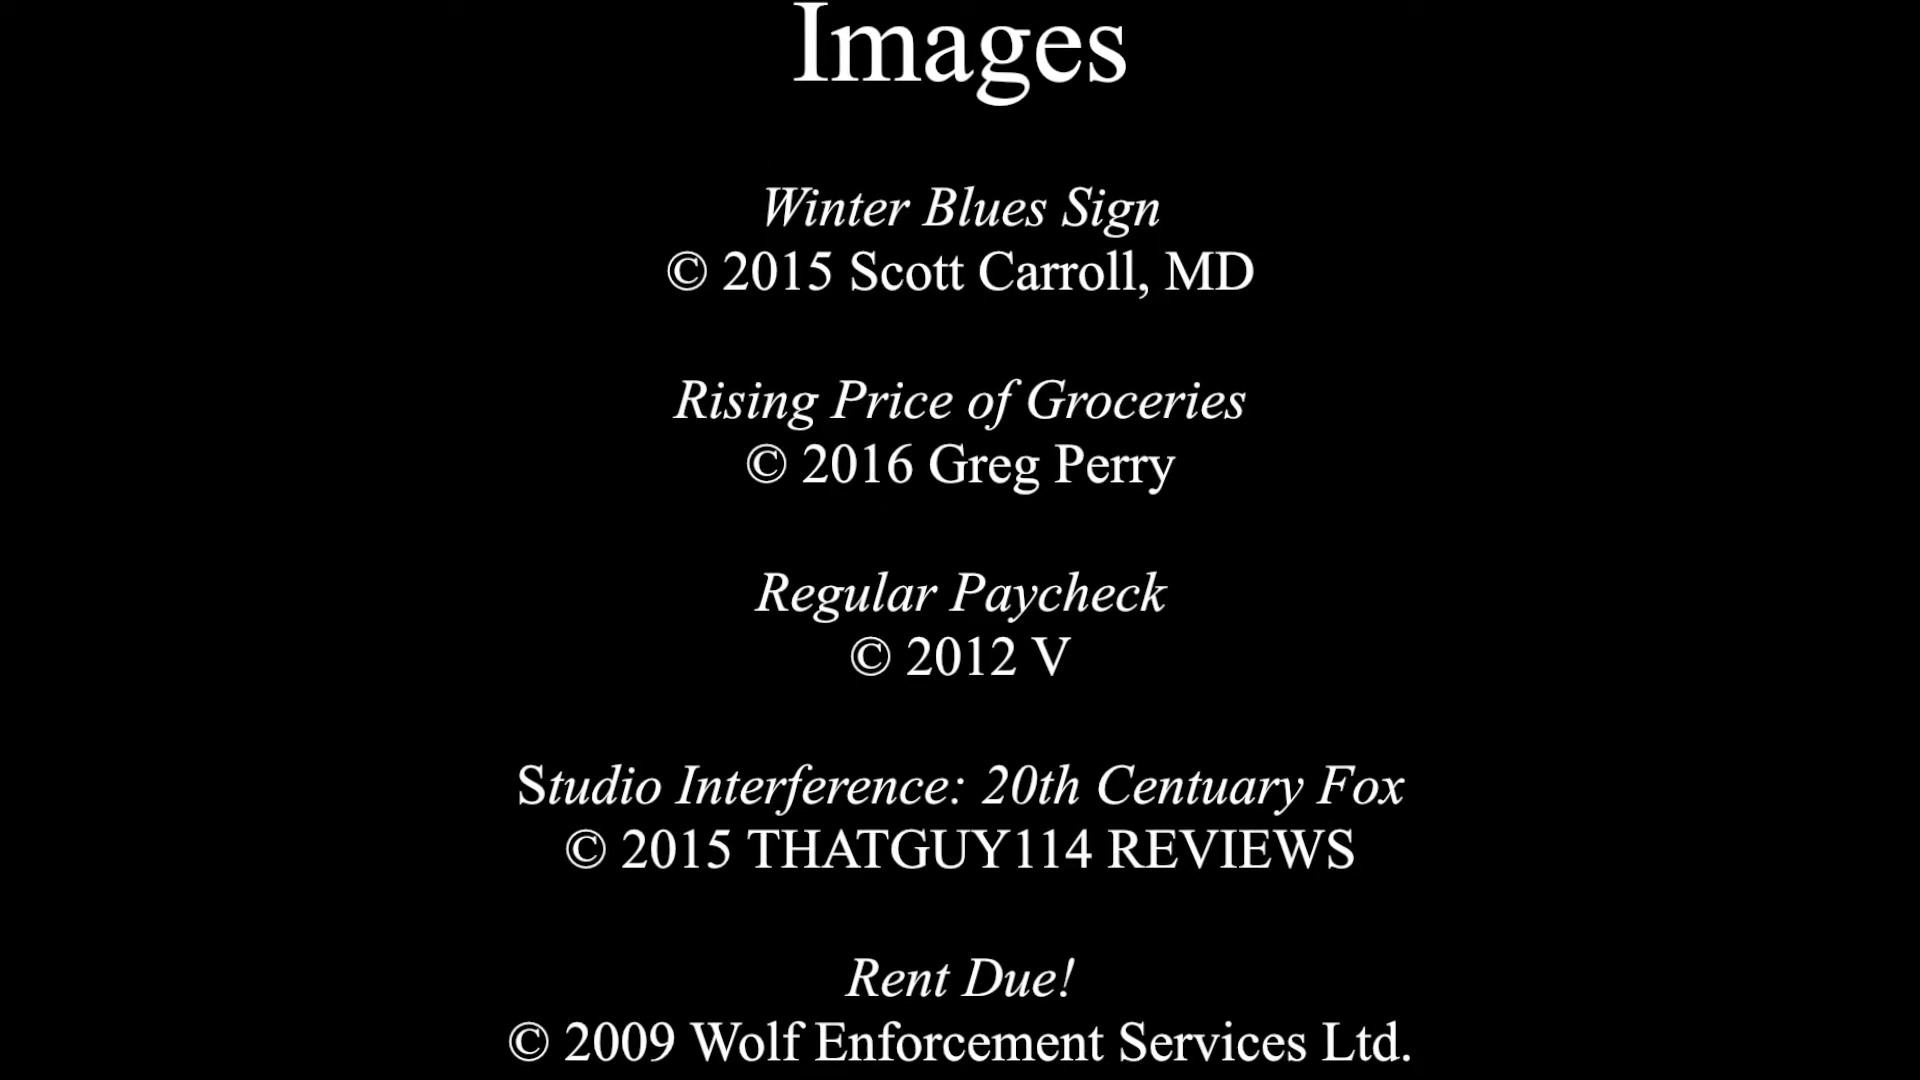 Images
Winter Blues Sign
© 2015 Scott Carroll, MD
Rising Price of Groceries
© 2016 Greg Perry
Regular Paycheck
© 2012 V
Studio Interference: 20th Centuary Fox
© 2015 THATGUY114 REVIEWS
Rent Due!
© 2009 Wolf Enforcement Services Ltd.